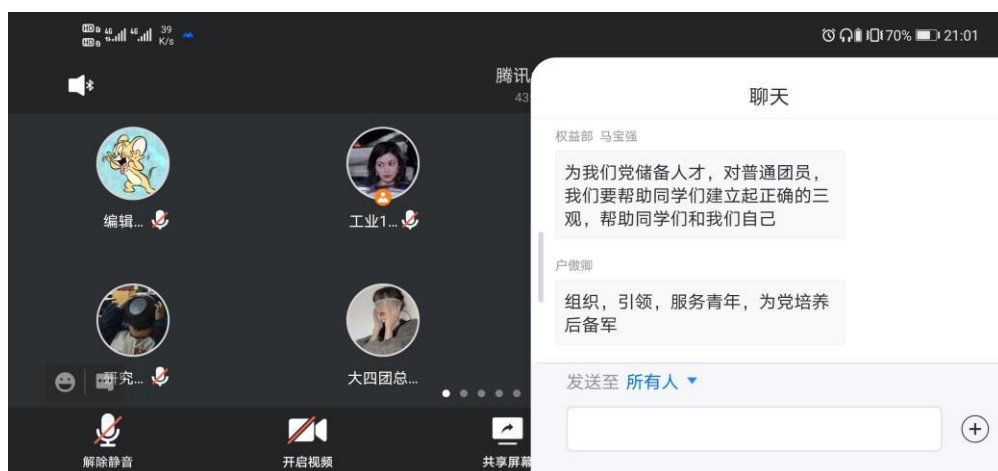 HD 46 46 39 K/s
70% 21:01
腾讯
43
聊天
编辑...
工业1...
研究...
大四团总...
解除静音
开启视频
共享屏幕
权益部 马宝强
为我们党储备人才，对普通团员，
我们要帮助同学们建立起正确的三
观，帮助同学们和我们自己
户傲卿
组织，引领，服务青年，为党培养
后备军
发送至 所有人